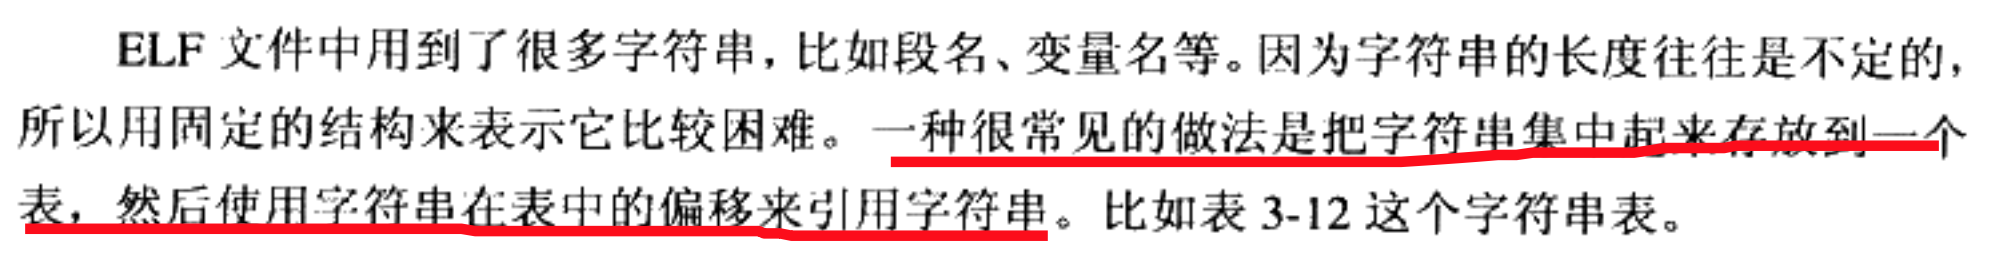 ELF 文件中用到了很多字符串，比如段名、变量名等。因为字符串的长度往往是不定的，
所以用固定的结构来表示它比较困难。一种很常见的做法是把字符串集中起来存放到一个
表，然后使用字符串在表中的偏移来引用字符串。比如表 3-12 这个字符串表。